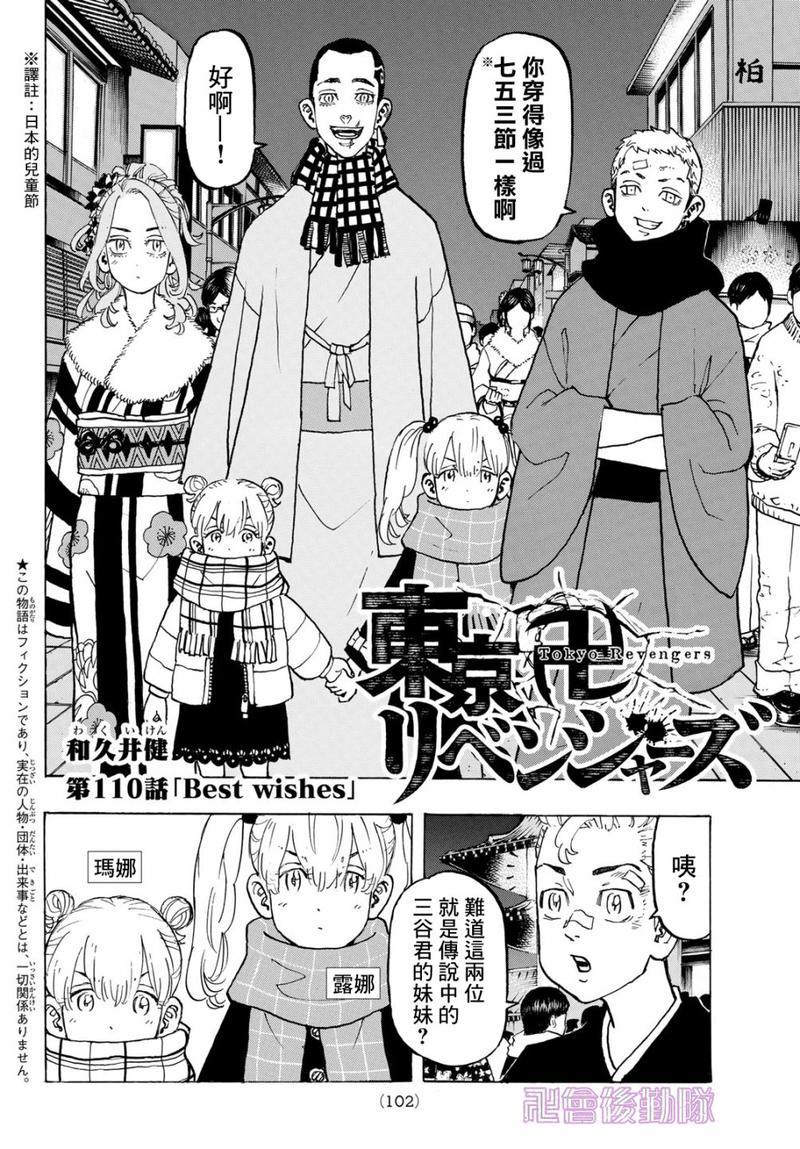 你穿得像過
※七五三節一樣啊
好啊—！
柏
※譯註：日本的兒童節
東京卍リベンジャーズ
Tokyo Revengers
わくいけん
和久井健
第110話「Best wishes」
咦？
難道這兩位
就是傳說中的
三谷君的妹妹？
露娜
瑪娜
★この物語はフィクションであり、実在の人物・団体・出来事などとは、一切関係ありません。
(102)
卍會後勤隊